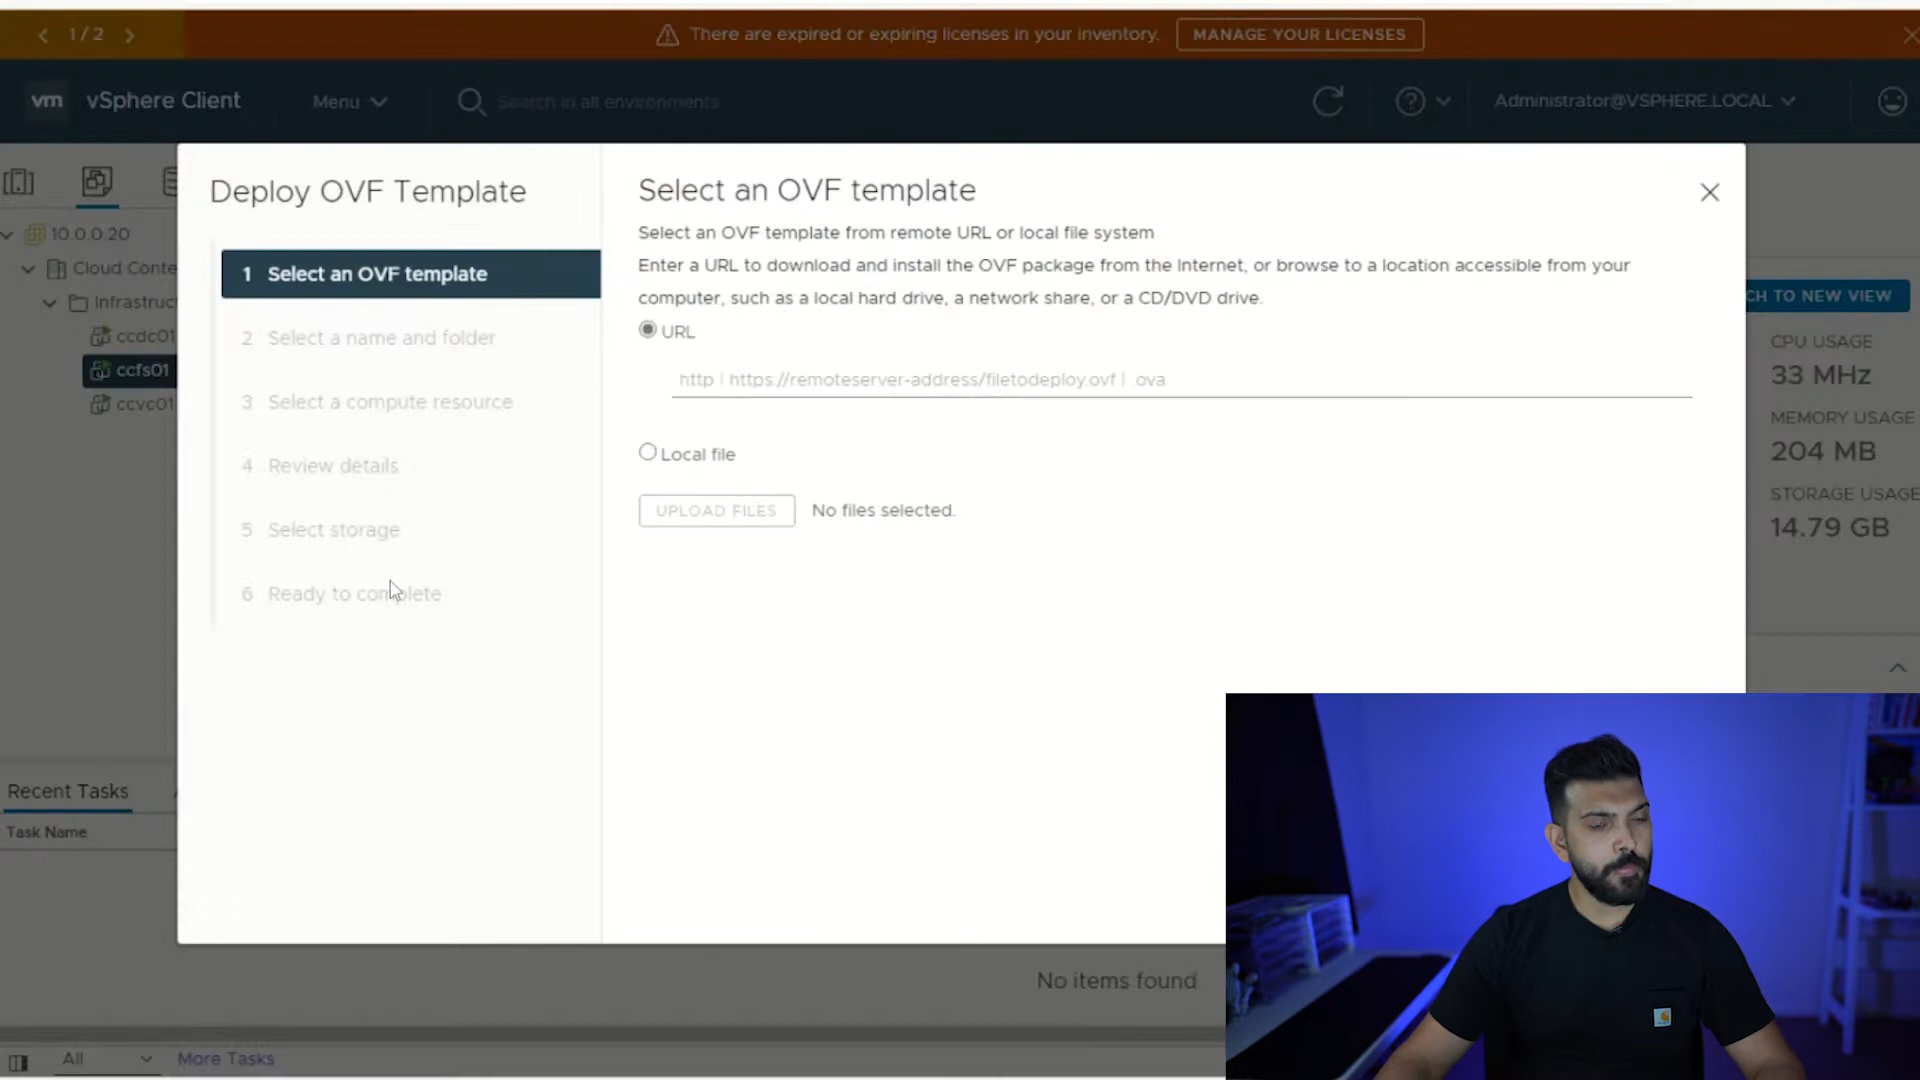 1 / 2
There are expired or expiring licenses in your inventory.
MANAGE YOUR LICENSES
vm
vSphere Client
Menu
Search in all environments
Administrator@VSPHERE.LOCAL
Deploy OVF Template
1 Select an OVF template
2 Select a name and folder
3 Select a compute resource
4 Review details
5 Select storage
6 Ready to complete
Select an OVF template
Select an OVF template from remote URL or local file system
Enter a URL to download and install the OVF package from the Internet, or browse to a location accessible from your
computer, such as a local hard drive, a network share, or a CD/DVD drive.
URL
http | https://remoteserver-address/filetodeploy.ovf | .ova
Local file
UPLOAD FILES
No files selected.
10.0.0.20
Cloud Conte
Infrastruct
ccdc01
ccfs01
ccvc01
CH TO NEW VIEW
CPU USAGE
33 MHz
MEMORY USAGE
204 MB
STORAGE USAGE
14.79 GB
Recent Tasks
Task Name
No items found
All
More Tasks